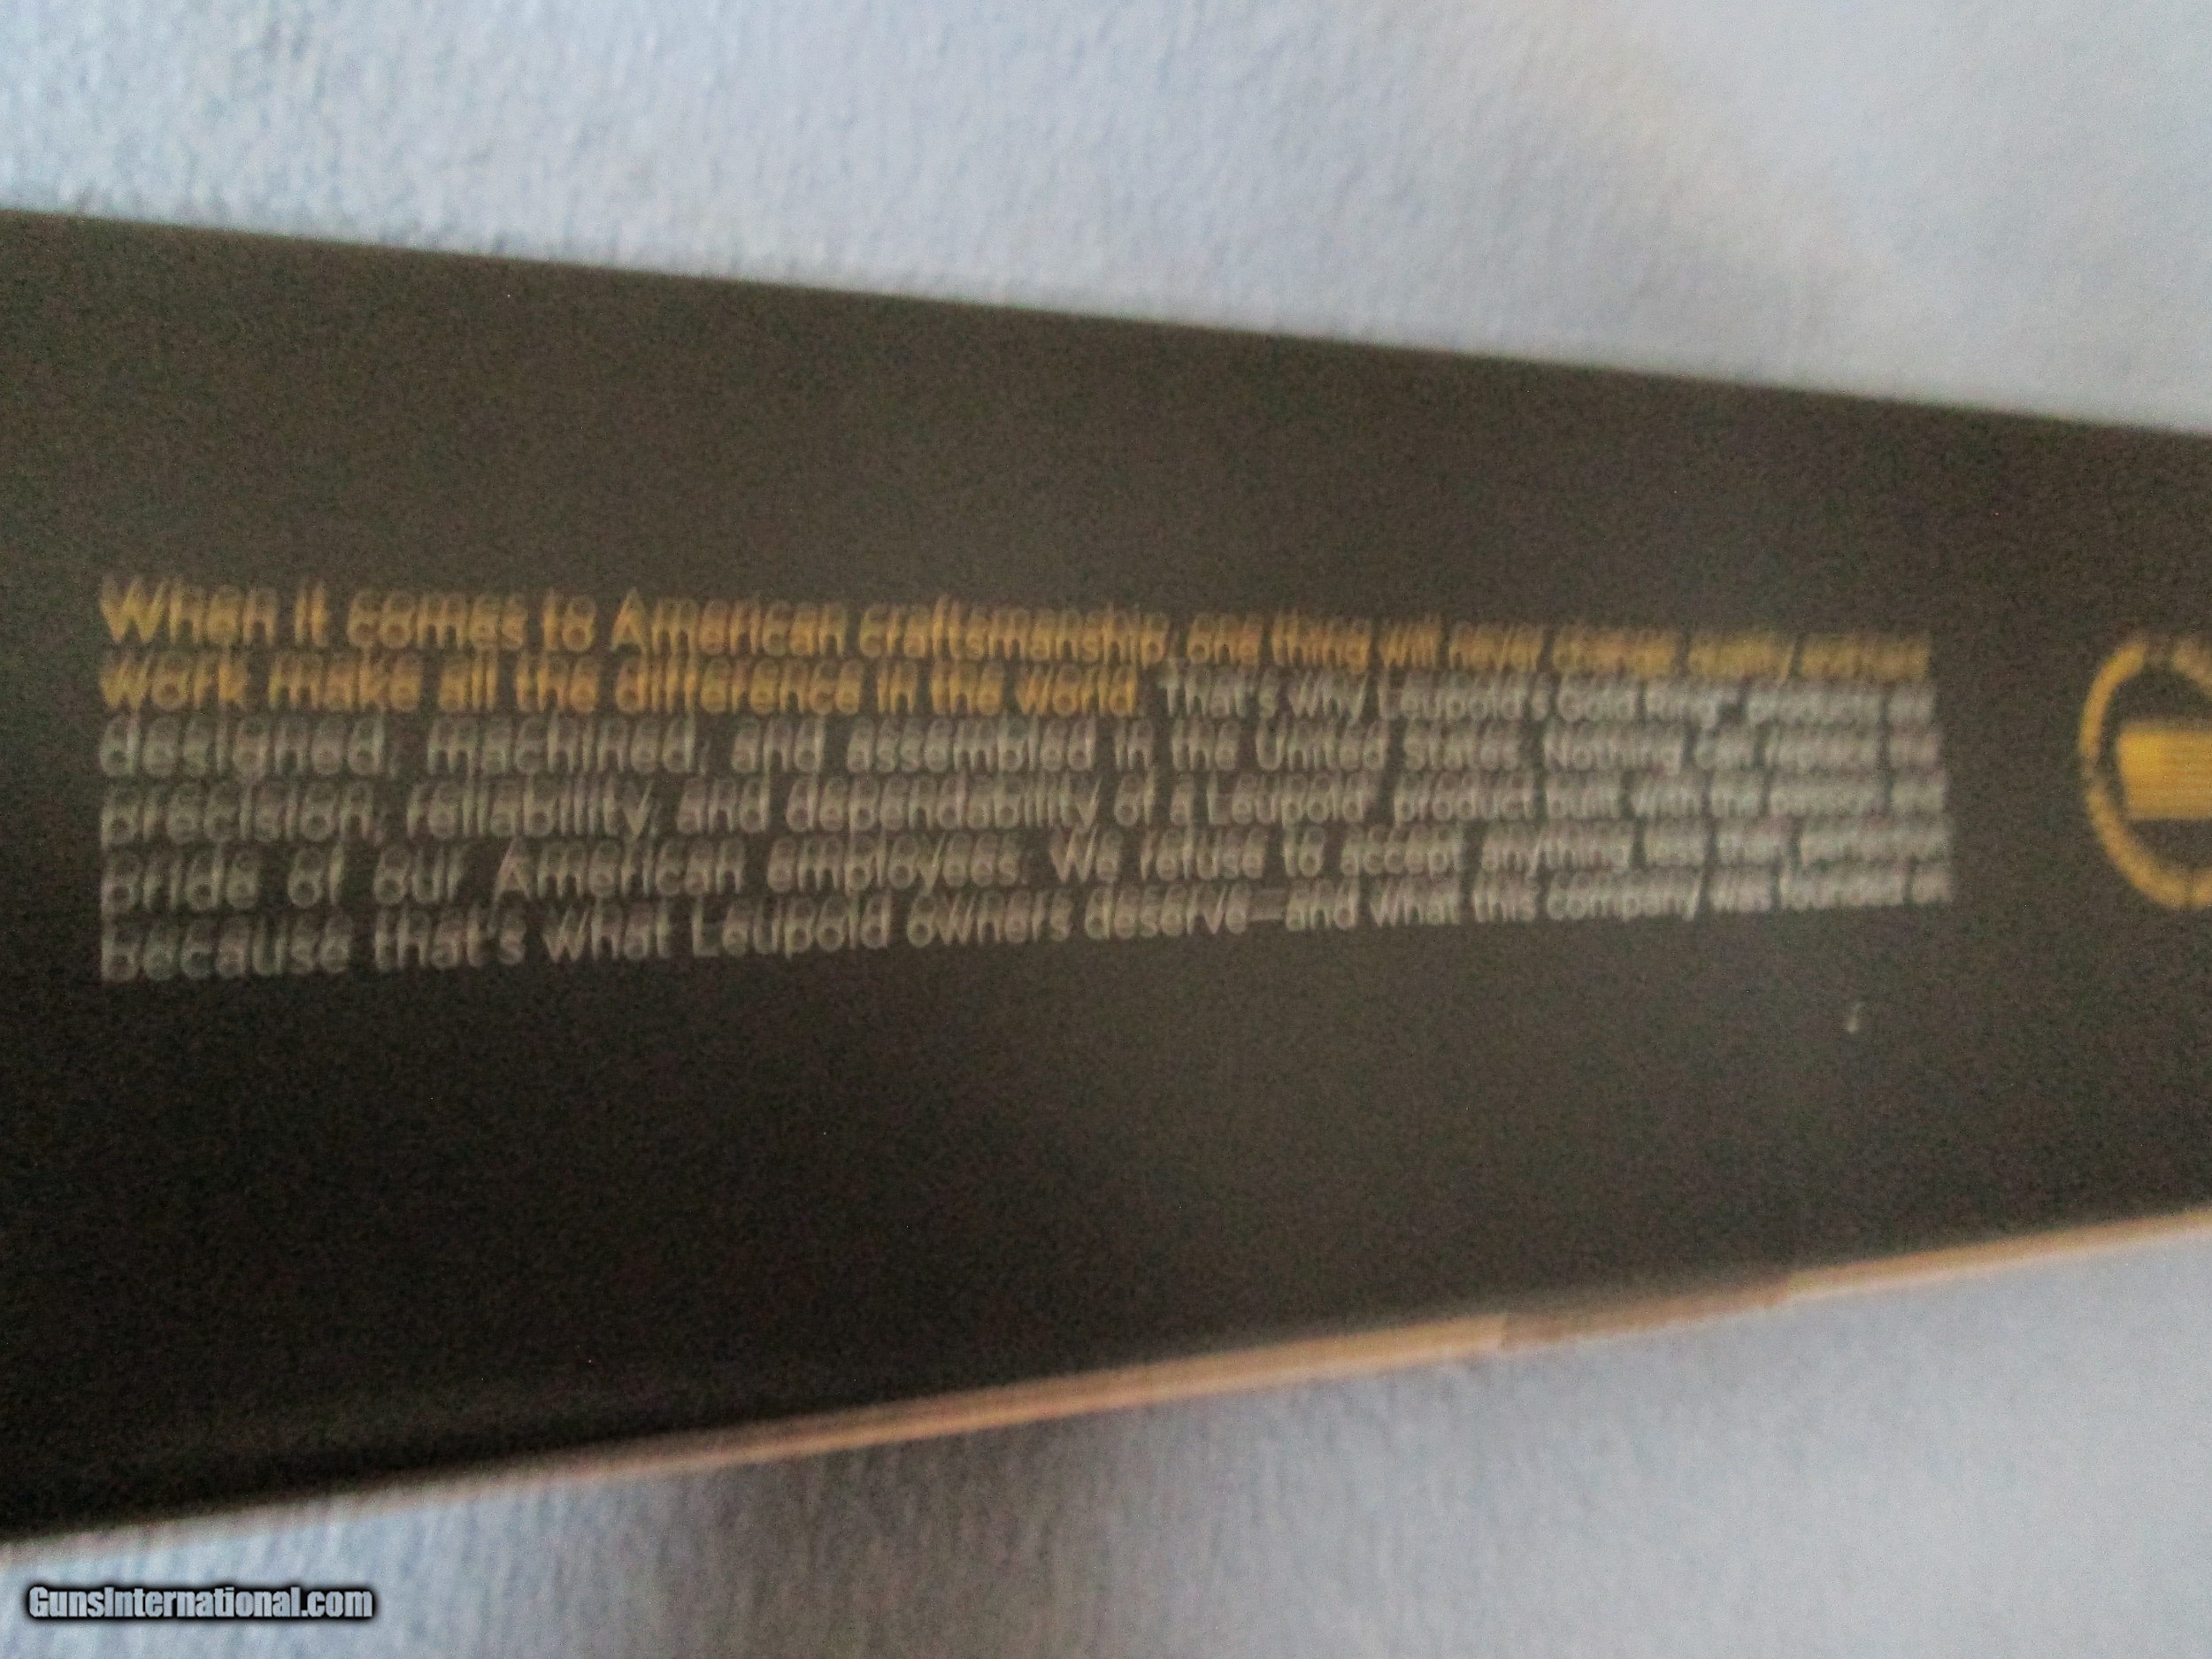 When it comes to American craftsmanship, one thing will never change: quality and hard
work make all the difference in the world. That's why Leupold's Gold Ring® products are
designed, machined, and assembled in the United States. Nothing can replace the
precision, reliability, and dependability of a Leupold® product built with the passion and
pride of our American employees. We refuse to accept anything less than perfection
because that's what Leupold owners deserve—and what this company was founded on.
GunsInternational.com